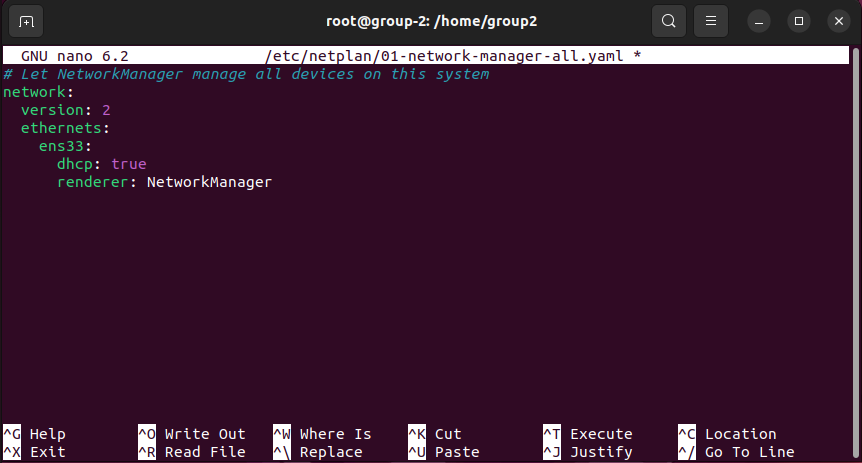 root@group-2: /home/group2
GNU nano 6.2 /etc/netplan/01-network-manager-all.yaml *
# Let NetworkManager manage all devices on this system
network:
  version: 2
  ethernets:
    ens33:
      dhcp: true
      renderer: NetworkManager
^G Help ^O Write Out ^W Where Is ^K Cut ^T Execute ^C Location
^X Exit ^R Read File ^\ Replace ^U Paste ^J Justify ^/ Go To Line